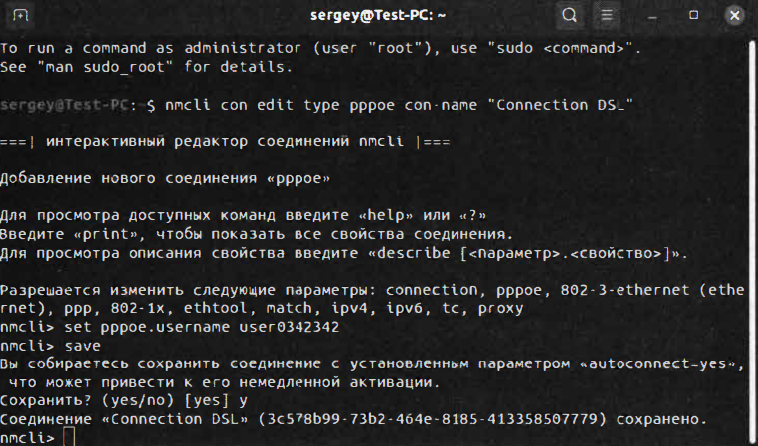 sergey@Test-PC: ~
To run a command as administrator (user "root"), use "sudo <command>".
See "man sudo_root" for details.
sergey@Test-PC:~$ nmcli con edit type pppoe con-name "Connection DSL"
===| интерактивный редактор соединений nmcli |===
Добавление нового соединения «pppoe»
Для просмотра доступных команд введите «help» или «?»
Введите «print», чтобы показать все свойства соединения.
Для просмотра описания свойства введите «describe [<параметр>.<свойство>]».
Разрешается изменить следующие параметры: connection, pppoe, 802-3-ethernet (ethe
rnet), ppp, 802-1x, ethtool, match, ipv4, ipv6, tc, proxy
nmcli> set pppoe.username user0342342
nmcli> save
Вы собираетесь сохранить соединение с установленным параметром «autoconnect=yes»,
что может привести к его немедленной активации.
Сохранить? (yes/no) [yes] y
Соединение «Connection DSL» (3c578b99-73b2-464e-8185-413358507779) сохранено.
nmcli>